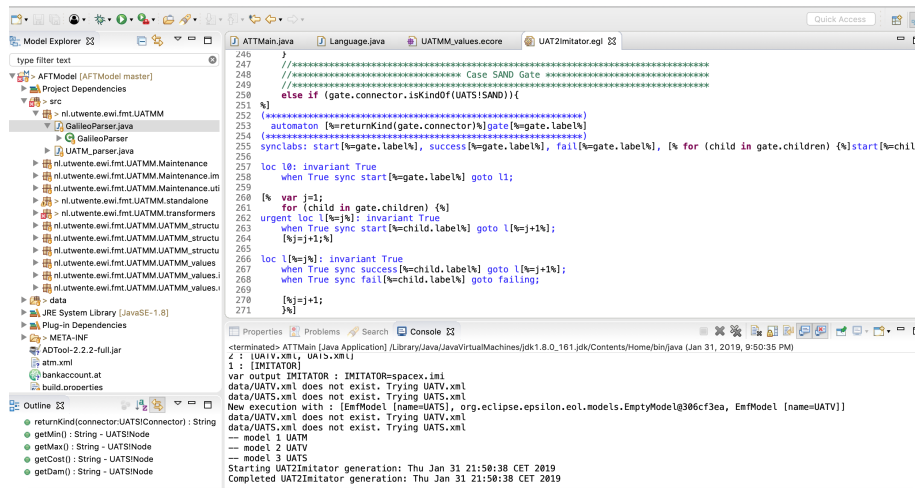 Quick Access
Model Explorer
type filter text
> AFTModel [AFTModel master]
Project Dependencies
> src
> nl.utwente.ewi.fmt.UATMM
GalileoParser.java
GalileoParser
> UATM_parser.java
nl.utwente.ewi.fmt.UATMM.Maintenance
nl.utwente.ewi.fmt.UATMM.Maintenance.im
nl.utwente.ewi.fmt.UATMM.Maintenance.uti
> nl.utwente.ewi.fmt.UATMM.standalone
> nl.utwente.ewi.fmt.UATMM.transformers
nl.utwente.ewi.fmt.UATMM.UATMM_structu
nl.utwente.ewi.fmt.UATMM.UATMM_structu
nl.utwente.ewi.fmt.UATMM.UATMM_structu
nl.utwente.ewi.fmt.UATMM.UATMM_values
nl.utwente.ewi.fmt.UATMM.UATMM_values.i
nl.utwente.ewi.fmt.UATMM.UATMM_values.
> data
JRE System Library [JavaSE-1.8]
Plug-in Dependencies
> META-INF
ADTool-2.2.2-full.jar
atm.xml
bankaccount.at
build.properties
Outline
returnKind(connector:UATS!Connector) : String
getMin() : String - UATS!Node
getMax() : String - UATS!Node
getCost() : String - UATS!Node
getDam() : String - UATS!Node
ATTMain.java
Language.java
UATMM_values.ecore
UAT2Imitator.egl
246 }
247 //**********************************************************************
248 //******************************** Case SAND Gate ********************************
249 //**********************************************************************
250 else if (gate.connector.isKindOf(UATS!SAND)){
251 %]
252 (************************************************************)
253 automaton [%=returnKind(gate.connector)%]gate[%=gate.label%]
254 (************************************************************)
255 synclabs: start[%=gate.label%], success[%=gate.label%], fail[%=gate.label%], [% for (child in gate.children) {%]start[%=chil
256
257 loc l0: invariant True
258 when True sync start[%=gate.label%] goto l1;
259
260 [% var j=1;
261 for (child in gate.children) {%]
262 urgent loc l[%=j%]: invariant True
263 when True sync start[%=child.label%] goto l[%=j+1%];
264 [%j=j+1;%]
265
266 loc l[%=j%]: invariant True
267 when True sync success[%=child.label%] goto l[%=j+1%];
268 when True sync fail[%=child.label%] goto failing;
269
270 [%j=j+1;
271 }%]
Properties
Problems
Search
Console
<terminated> ATTMain [Java Application] /Library/Java/JavaVirtualMachines/jdk1.8.0_161.jdk/Contents/Home/bin/java (Jan 31, 2019, 9:50:35 PM)
2 : [UATV.xml, UATS.xml]
1 : [IMITATOR]
var output IMITATOR : IMITATOR=spacex.imi
data/UATV.xml does not exist. Trying UATV.xml
data/UATS.xml does not exist. Trying UATS.xml
New execution with : [EmfModel [name=UATS], org.eclipse.epsilon.eol.models.EmptyModel@306cf3ea, EmfModel [name=UATV]]
data/UATV.xml does not exist. Trying UATV.xml
data/UATS.xml does not exist. Trying UATS.xml
-- model 1 UATM
-- model 2 UATV
-- model 3 UATS
Starting UAT2Imitator generation: Thu Jan 31 21:50:38 CET 2019
Completed UAT2Imitator generation: Thu Jan 31 21:50:38 CET 2019